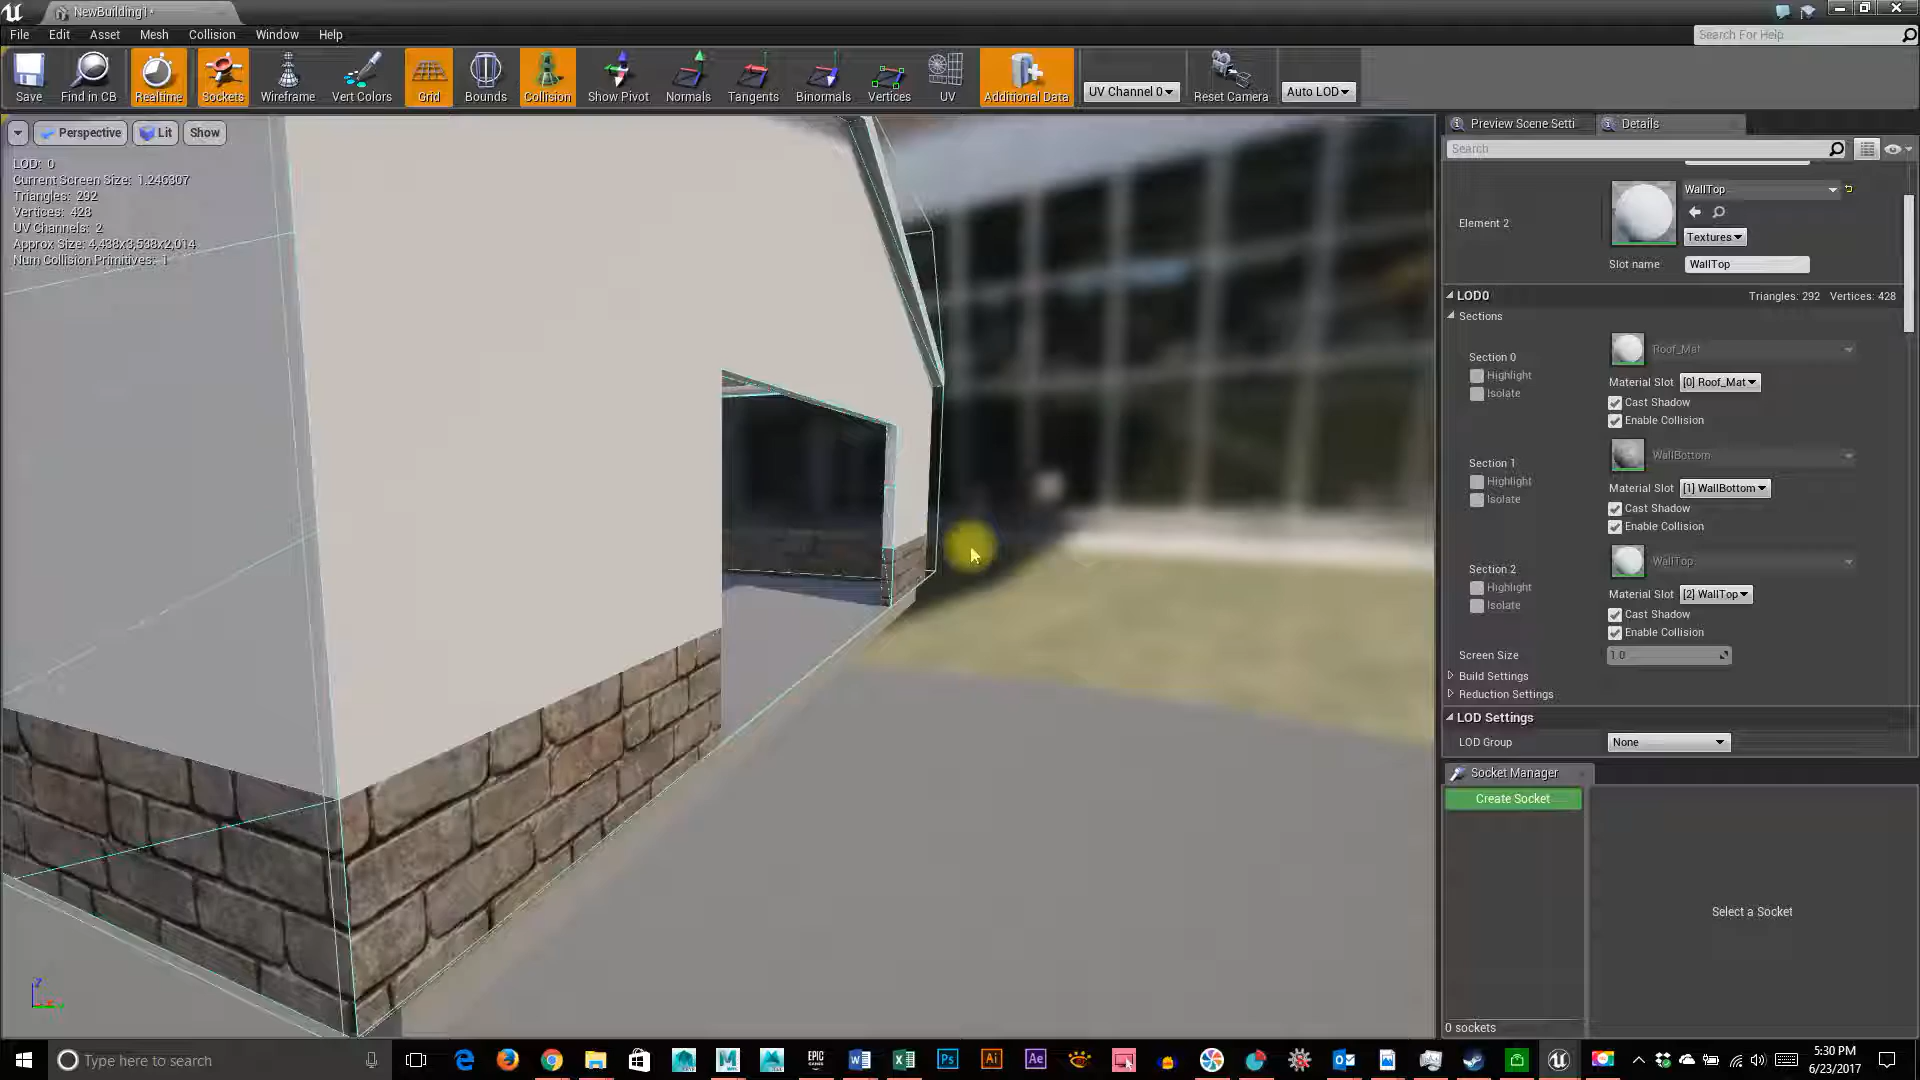 NewBuilding1*
File Edit Asset Mesh Collision Window Help
Search For Help
Save Find in CB Realtime Sockets Wireframe Vert Colors Grid Bounds Collision Show Pivot Normals Tangents Binormals Vertices UV Additional Data UV Channel 0 Reset Camera Auto LOD
Perspective Lit Show
LOD: 0
Current Screen Size: 1.246307
Triangles: 292
Vertices: 428
UV Channels: 2
Approx Size: 4,438x3,538x2,014
Num Collision Primitives: 1
Z
Preview Scene Setti Details
Search
WallTop
Element 2
Textures
Slot name WallTop
LOD0 Triangles: 292 Vertices: 428
Sections
Roof_Mat
Section 0
Highlight
Material Slot [0] Roof_Mat
Isolate
Cast Shadow
Enable Collision
WallBottom
Section 1
Highlight
Material Slot [1] WallBottom
Isolate
Cast Shadow
Enable Collision
WallTop
Section 2
Highlight
Material Slot [2] WallTop
Isolate
Cast Shadow
Enable Collision
Screen Size 1.0
Build Settings
Reduction Settings
LOD Settings
LOD Group None
Socket Manager
Create Socket
Select a Socket
0 sockets
Type here to search
EPIC GAMES
Ps Ai Ae
5:30 PM
6/23/2017